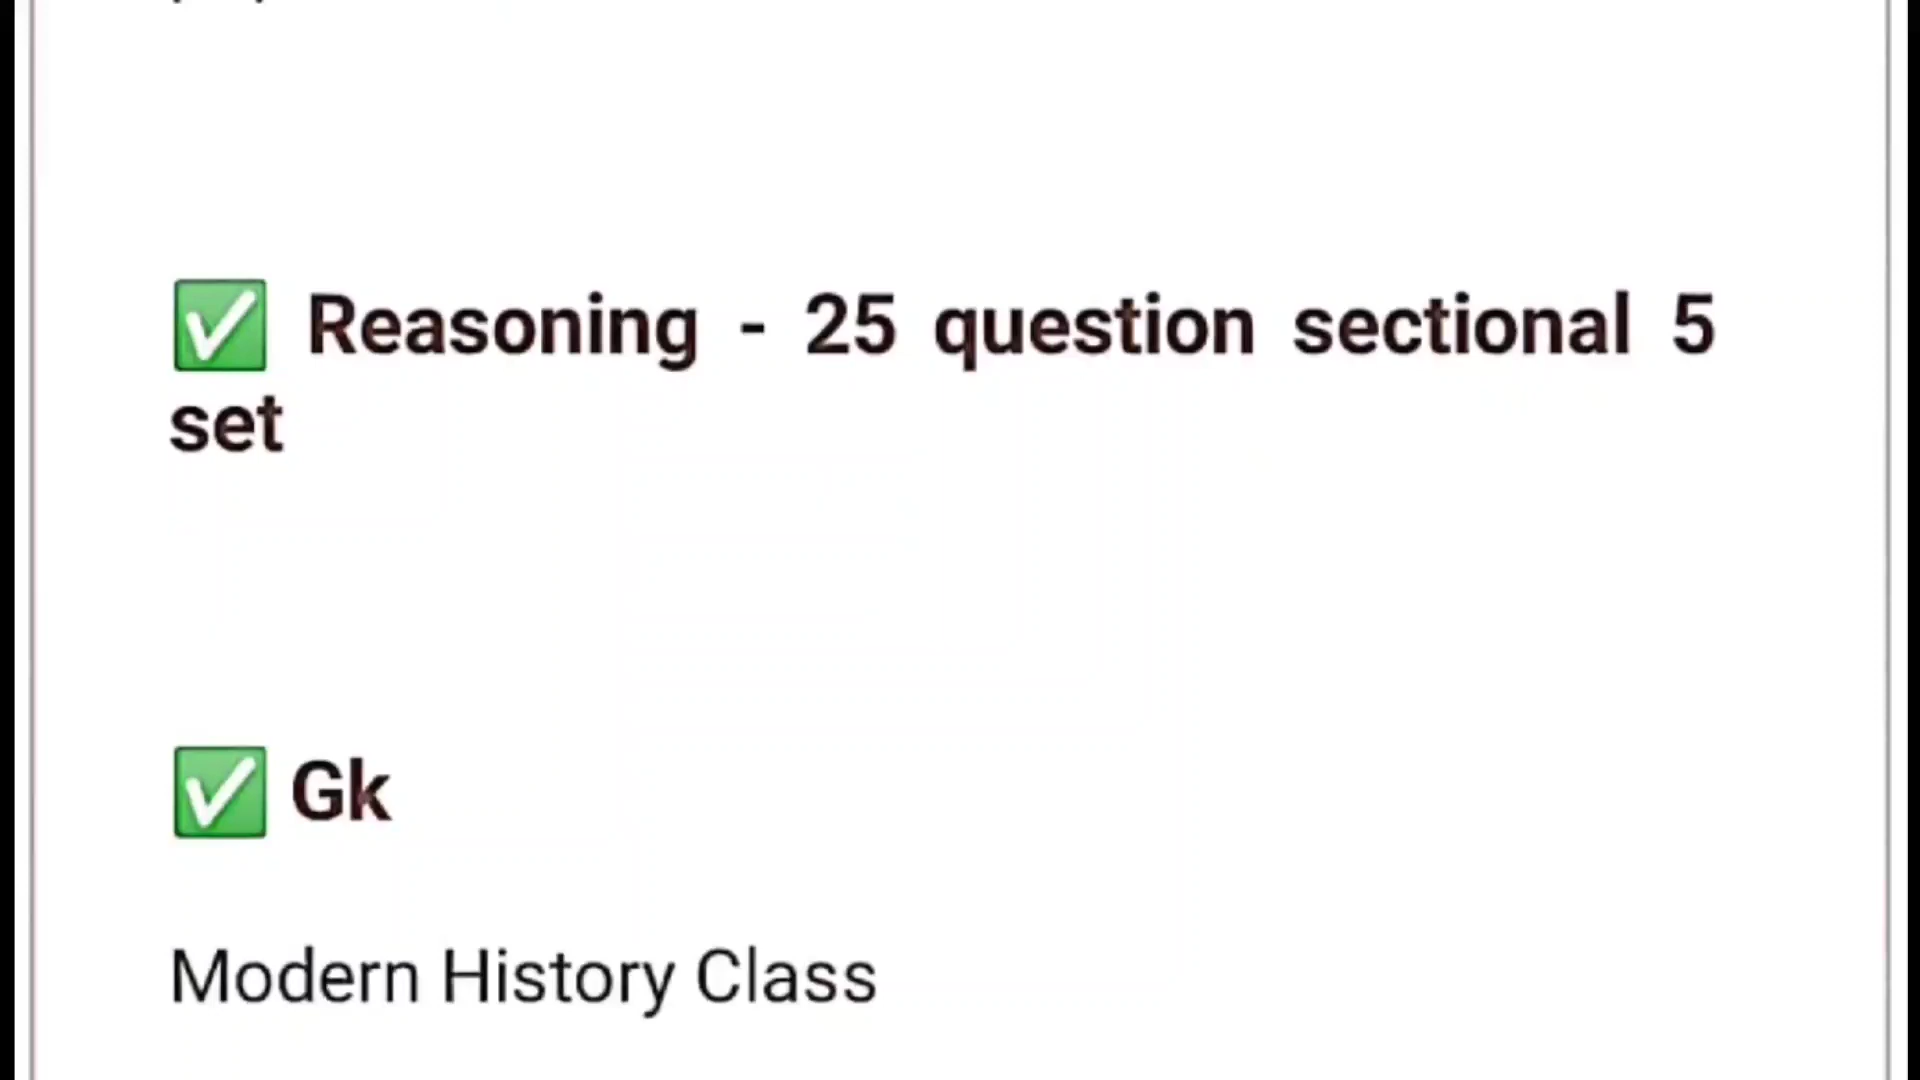 ✅ Reasoning - 25 question sectional 5
set
✅ Gk
Modern History Class